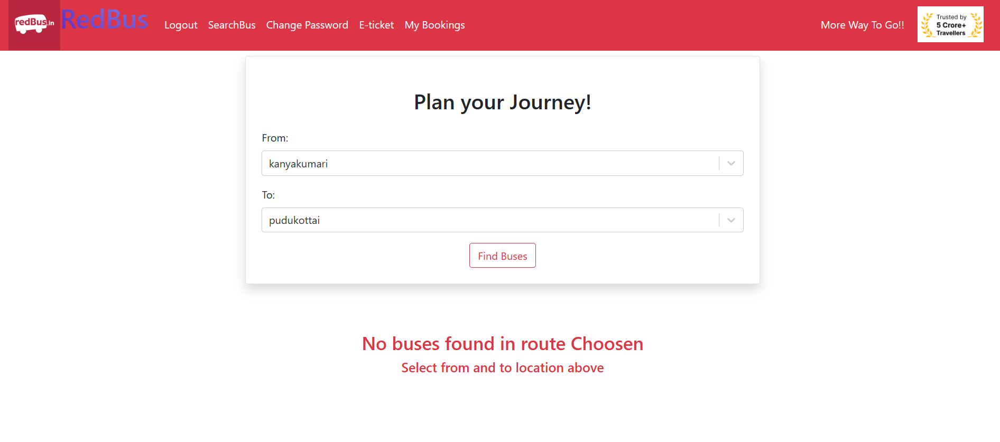 redBus.in RedBus Logout SearchBus Change Password E-ticket My Bookings More Way To Go!!
Trusted by
5 Crore+
Travellers
Plan your Journey!
From:
kanyakumari
To:
pudukottai
Find Buses
No buses found in route Choosen
Select from and to location above